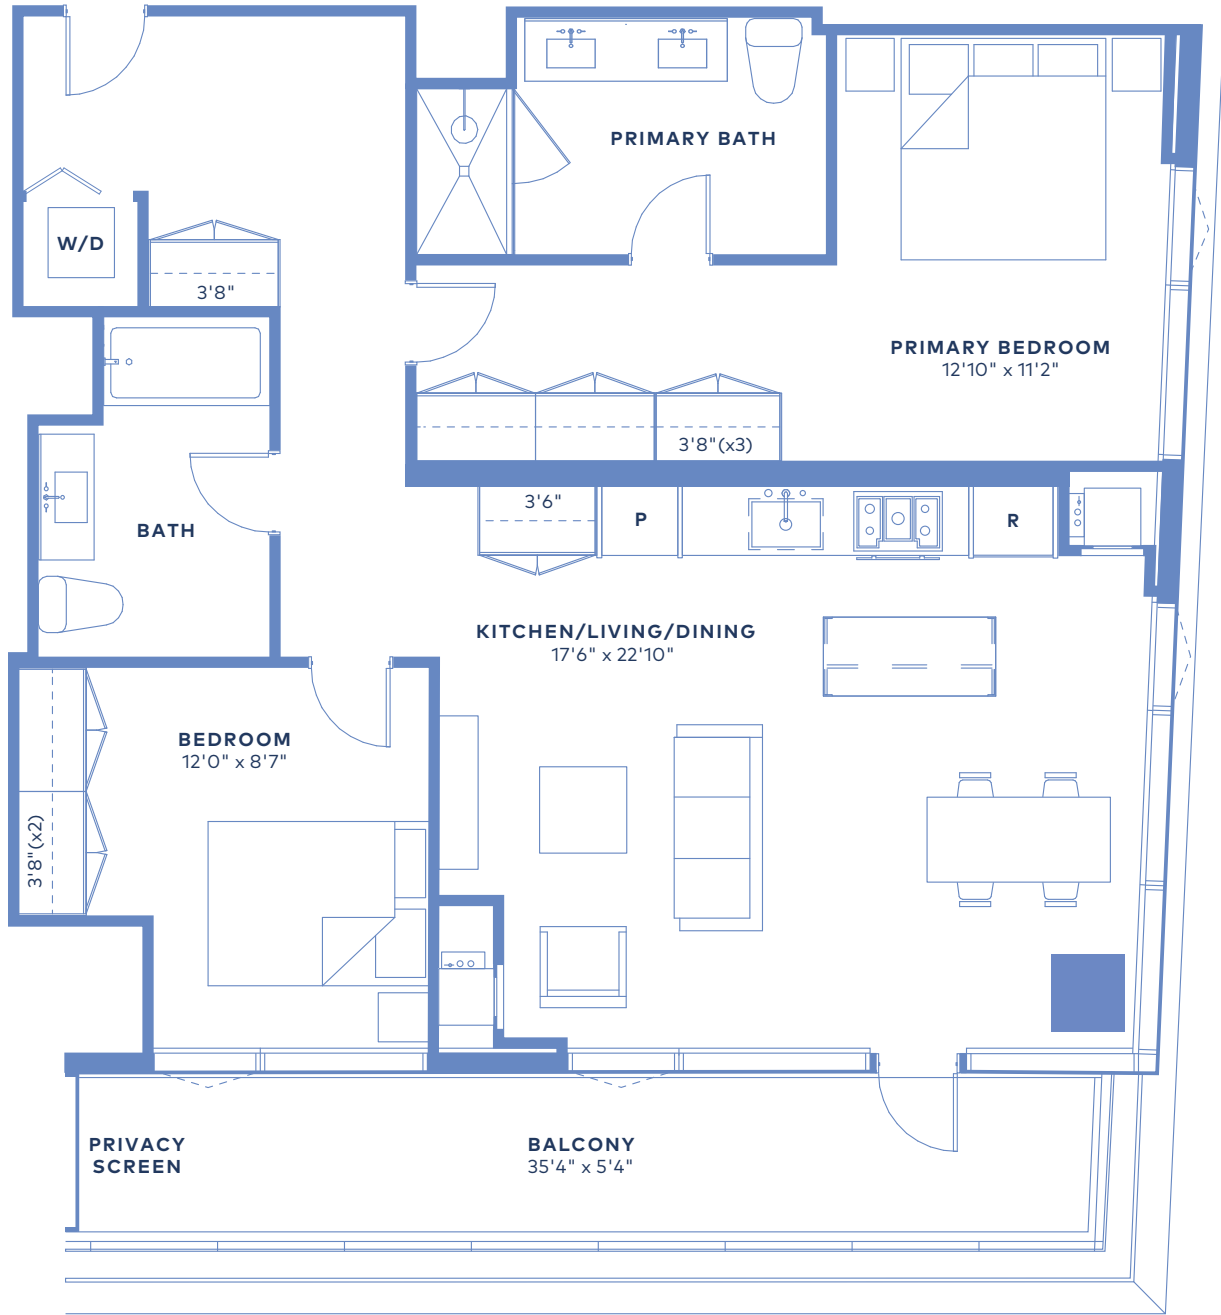 PRIMARY BATH
W/D
3'8"
PRIMARY BEDROOM
12'10" x 11'2"
3'8"(x3)
3'6"
P
R
BATH
KITCHEN/LIVING/DINING
17'6" x 22'10"
BEDROOM
12'0" x 8'7"
3'8"(x2)
PRIVACY
SCREEN
BALCONY
35'4" x 5'4"